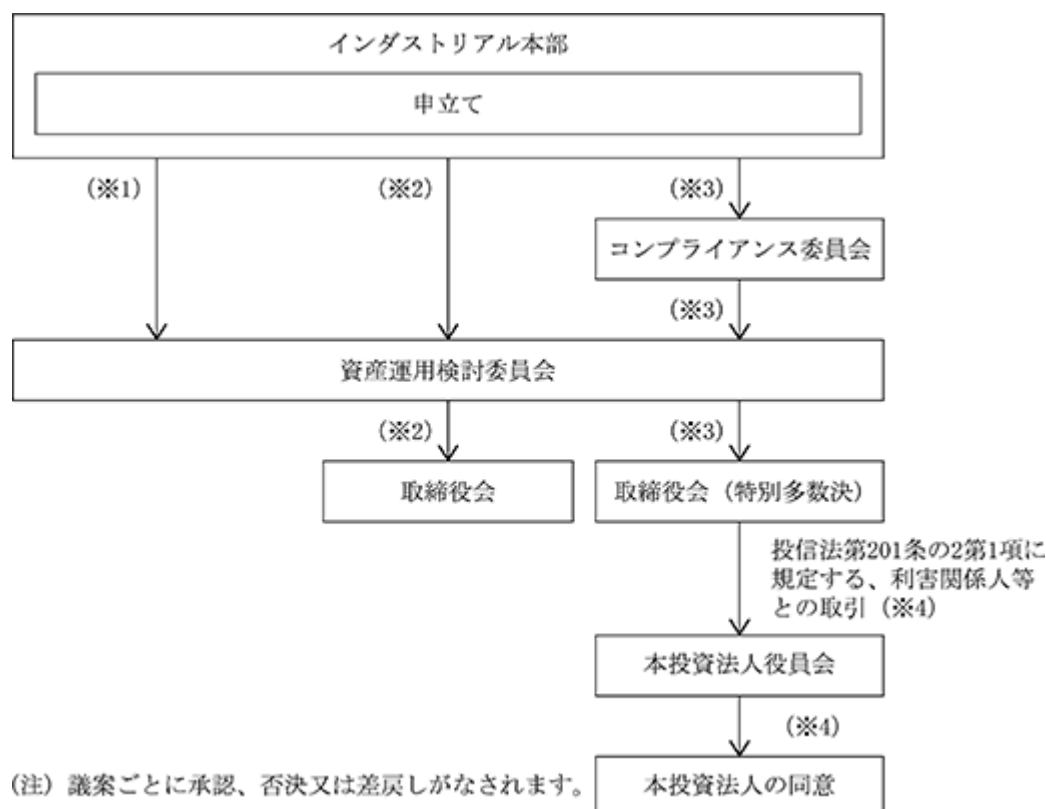 インダストリアル本部
申立て
(※1)
(※2)
(※3)
コンプライアンス委員会
(※3)
資産運用検討委員会
(※2)
(※3)
取締役会
取締役会（特別多数決）
投信法第201条の2第1項に
規定する、利害関係人等
との取引（※4）
本投資法人役員会
(※4)
(注）議案ごとに承認、否決又は差戻しがなされます。
本投資法人の同意